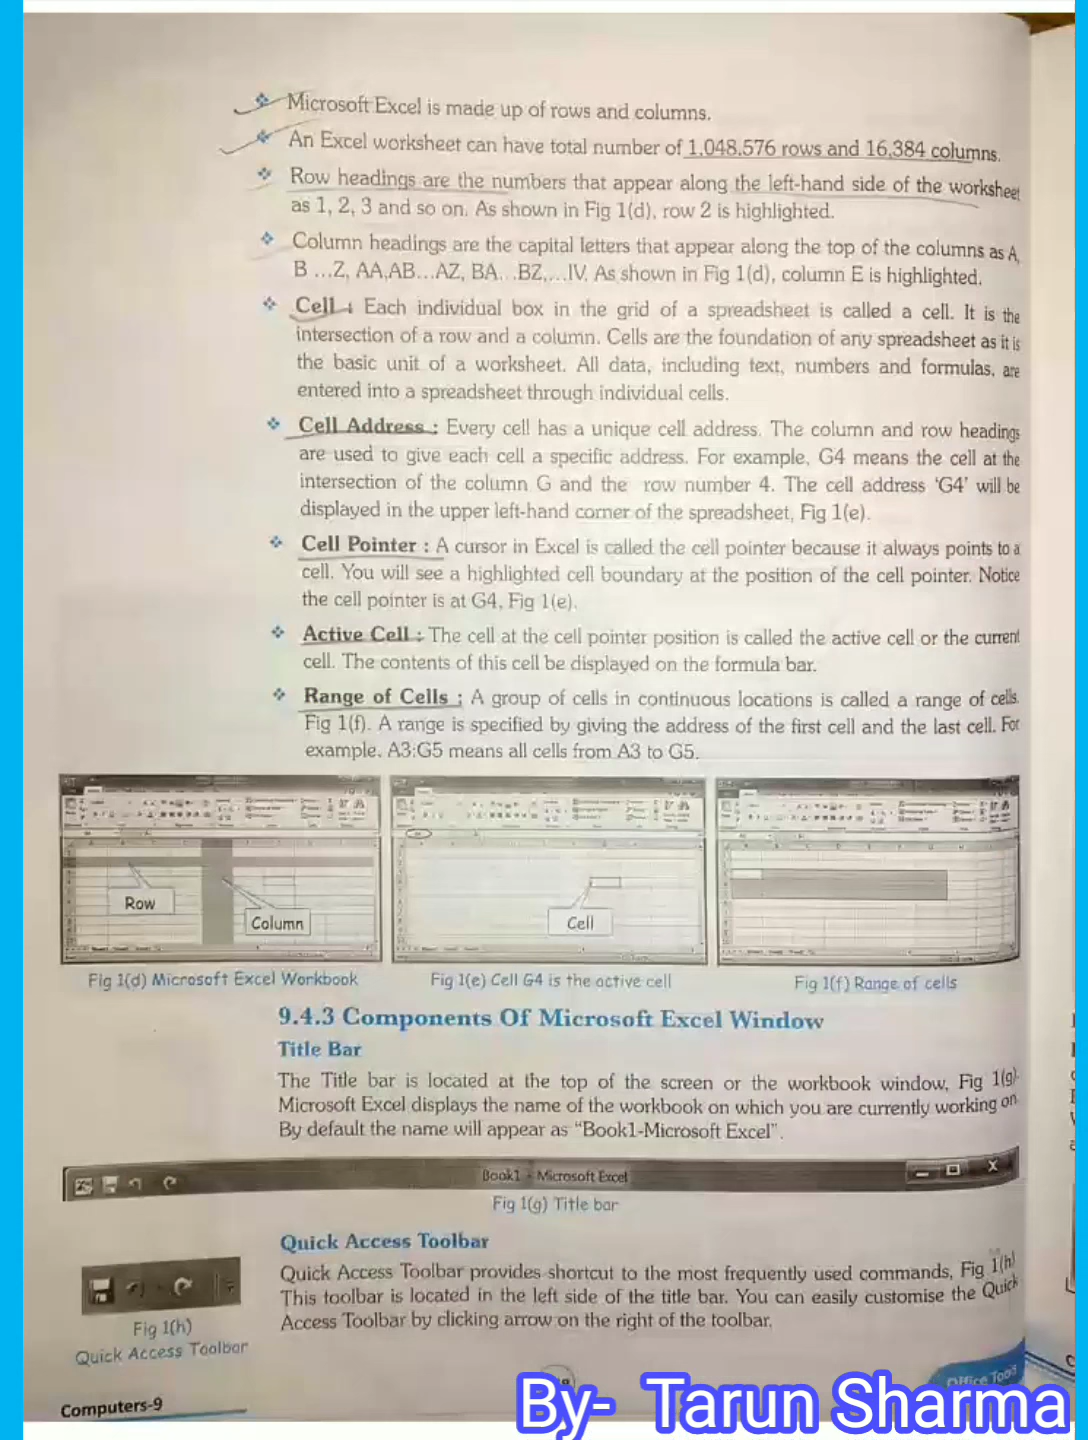 Microsoft Excel is made up of rows and columns.
An Excel worksheet can have total number of 1,048,576 rows and 16,384 columns.
Row headings are the numbers that appear along the left-hand side of the worksheet
as 1, 2, 3 and so on. As shown in Fig 1(d), row 2 is highlighted.
Column headings are the capital letters that appear along the top of the columns as A,
B ...Z, AA,AB...AZ, BA...BZ,...IV. As shown in Fig 1(d), column E is highlighted.
Cell : Each individual box in the grid of a spreadsheet is called a cell. It is the
intersection of a row and a column. Cells are the foundation of any spreadsheet as it is
the basic unit of a worksheet. All data, including text, numbers and formulas, are
entered into a spreadsheet through individual cells.
Cell Address : Every cell has a unique cell address. The column and row headings
are used to give each cell a specific address. For example, G4 means the cell at the
intersection of the column G and the row number 4. The cell address 'G4' will be
displayed in the upper left-hand corner of the spreadsheet, Fig 1(e).
Cell Pointer : A cursor in Excel is called the cell pointer because it always points to a
cell. You will see a highlighted cell boundary at the position of the cell pointer. Notice
the cell pointer is at G4, Fig 1(e).
Active Cell : The cell at the cell pointer position is called the active cell or the current
cell. The contents of this cell be displayed on the formula bar.
Range of Cells : A group of cells in continuous locations is called a range of cells.
Fig 1(f). A range is specified by giving the address of the first cell and the last cell. For
example, A3:G5 means all cells from A3 to G5.
Row
Column
Cell
Fig 1(d) Microsoft Excel Workbook
Fig 1(e) Cell G4 is the active cell
Fig 1(f) Range of cells
9.4.3 Components Of Microsoft Excel Window
Title Bar
The Title bar is located at the top of the screen or the workbook window, Fig 1(g).
Microsoft Excel displays the name of the workbook on which you are currently working on.
By default the name will appear as "Book1-Microsoft Excel".
Book1 - Microsoft Excel
Fig 1(g) Title bar
Quick Access Toolbar
Quick Access Toolbar provides shortcut to the most frequently used commands, Fig 1(h)
This toolbar is located in the left side of the title bar. You can easily customise the Quick
Access Toolbar by clicking arrow on the right of the toolbar.
Fig 1(h)
Quick Access Toolbar
Computers-9
Office Tools
By- Tarun Sharma